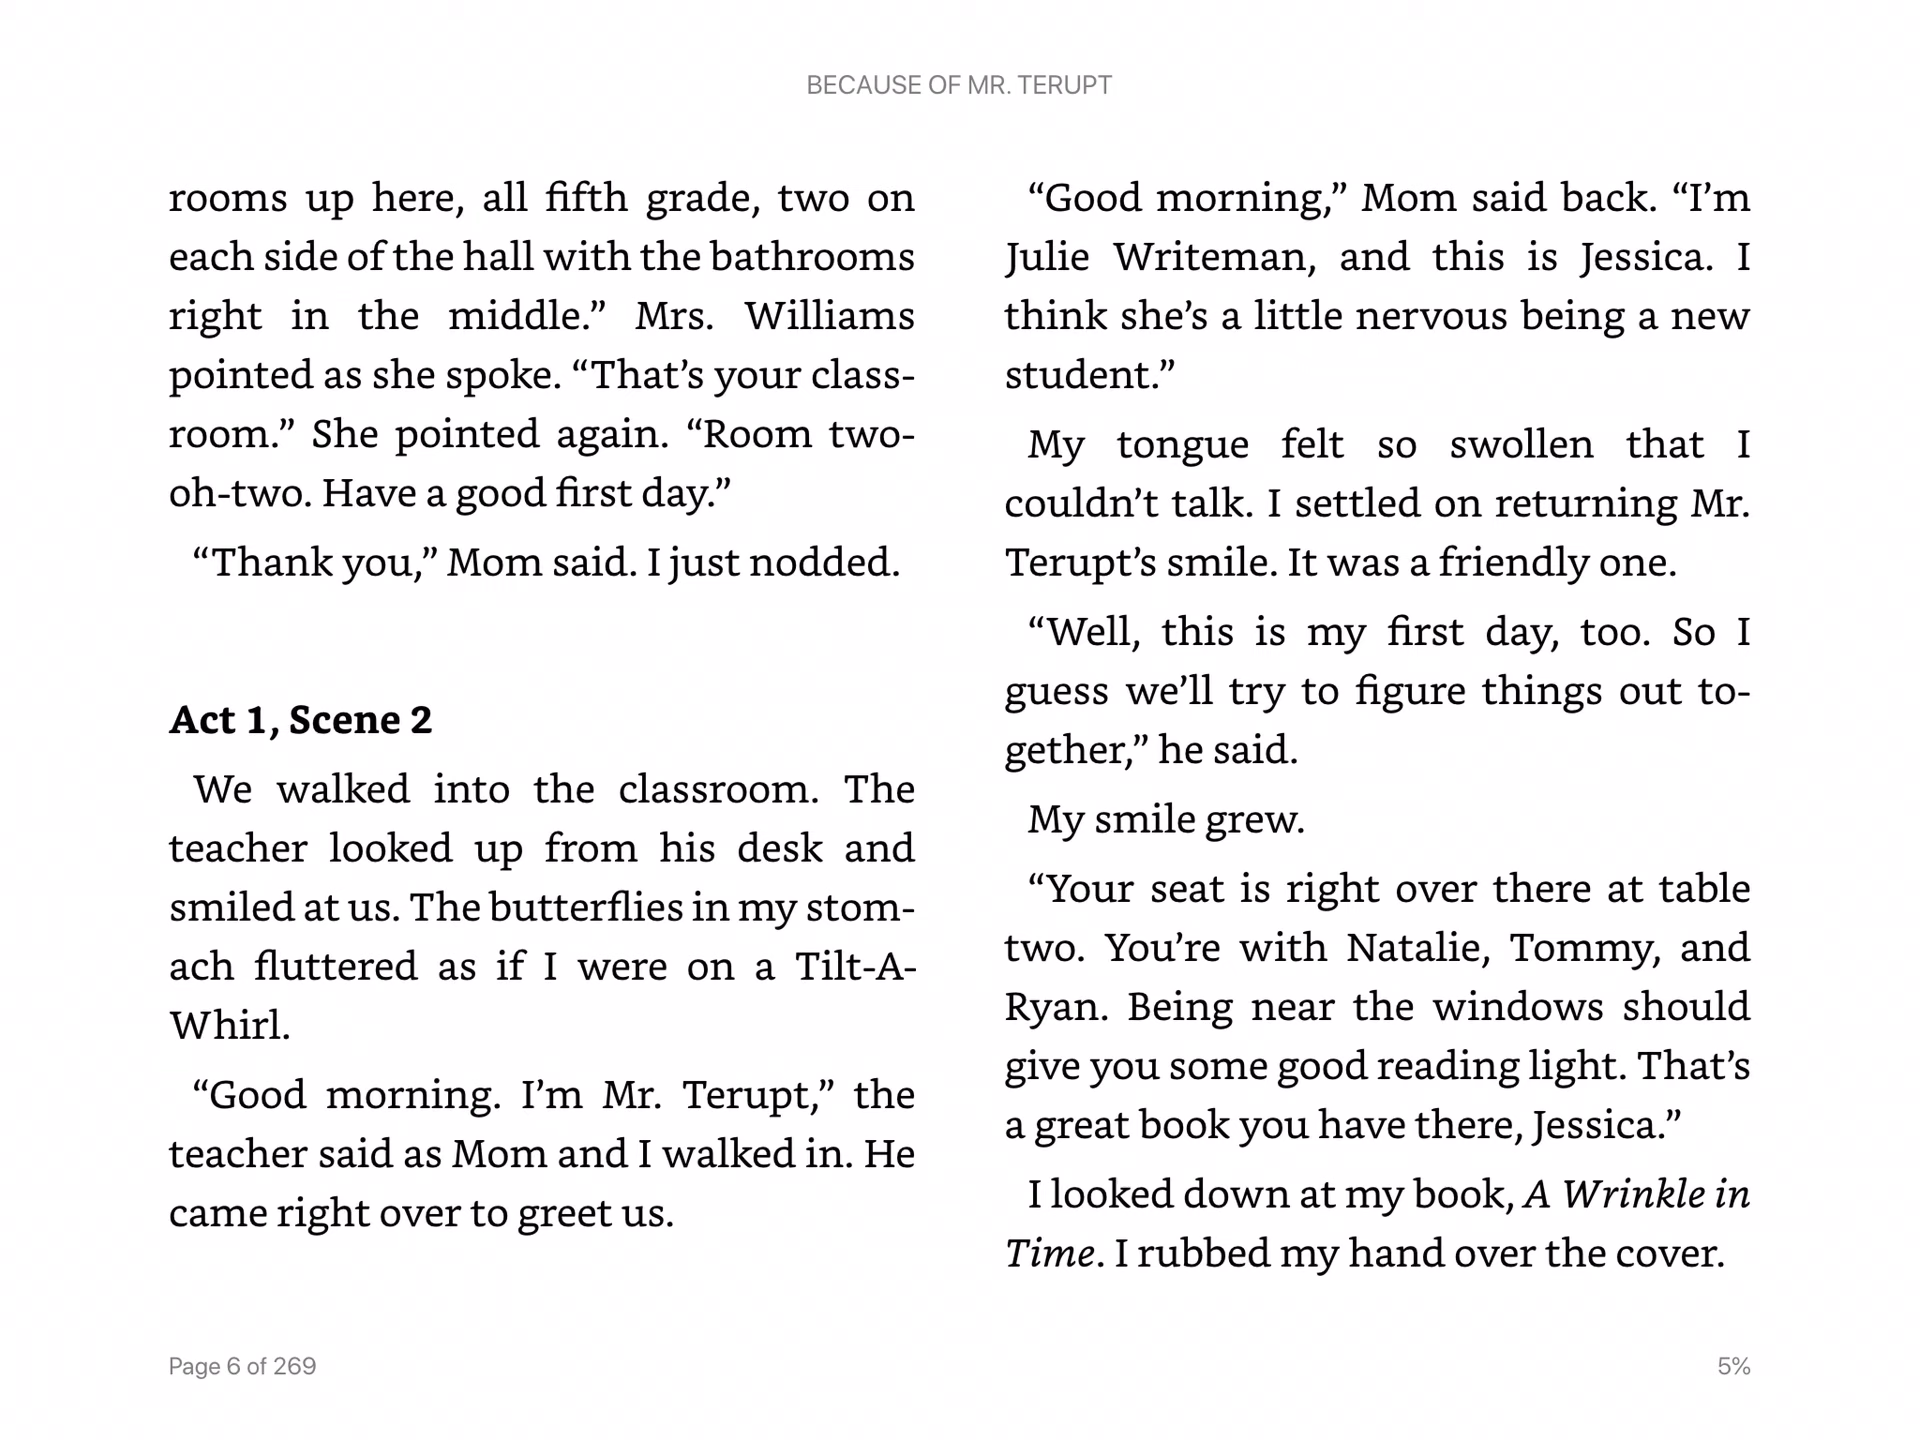 BECAUSE OF MR. TERUPT
rooms up here, all fifth grade, two on
each side of the hall with the bathrooms
right in the middle.” Mrs. Williams
pointed as she spoke. “That’s your class-
room.” She pointed again. “Room two-
oh-two. Have a good first day.”
“Thank you,” Mom said. I just nodded.
Act 1, Scene 2
We walked into the classroom. The
teacher looked up from his desk and
smiled at us. The butterflies in my stom-
ach fluttered as if I were on a Tilt-A-
Whirl.
“Good morning. I’m Mr. Terupt,” the
teacher said as Mom and I walked in. He
came right over to greet us.
“Good morning,” Mom said back. “I’m
Julie Writeman, and this is Jessica. I
think she’s a little nervous being a new
student.”
My tongue felt so swollen that I
couldn’t talk. I settled on returning Mr.
Terupt’s smile. It was a friendly one.
“Well, this is my first day, too. So I
guess we’ll try to figure things out to-
gether,” he said.
My smile grew.
“Your seat is right over there at table
two. You’re with Natalie, Tommy, and
Ryan. Being near the windows should
give you some good reading light. That’s
a great book you have there, Jessica.”
I looked down at my book, A Wrinkle in
Time. I rubbed my hand over the cover.
Page 6 of 269
5%